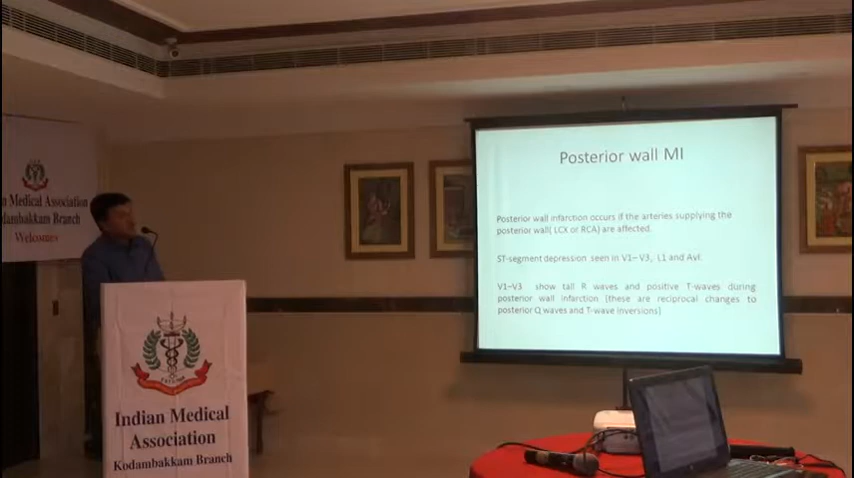 n Medical Association
dambakkam Branch
Welcomes
Indian Medical
Association
Kodambakkam Branch
Posterior wall MI
Posterior wall infarction occurs if the arteries supplying the
posterior wall( LCX or RCA) are affected.
ST-segment depression seen in V1–V3, L1 and Avl.
V1–V3 show tall R waves and positive T-waves during
posterior wall infarction [these are reciprocal changes to
posterior Q waves and T-wave inversions]